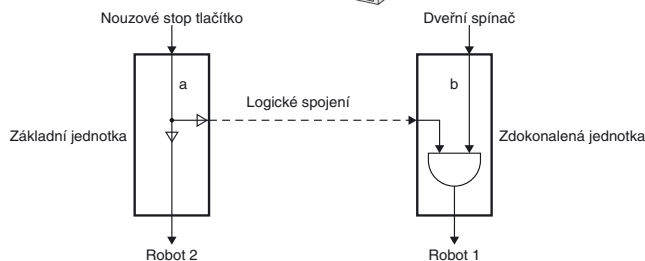 Nouzové stop tlačítko
Dveřní spínač
a
b
Logické spojení
Základní jednotka
Zdokonalená jednotka
Robot 2
Robot 1